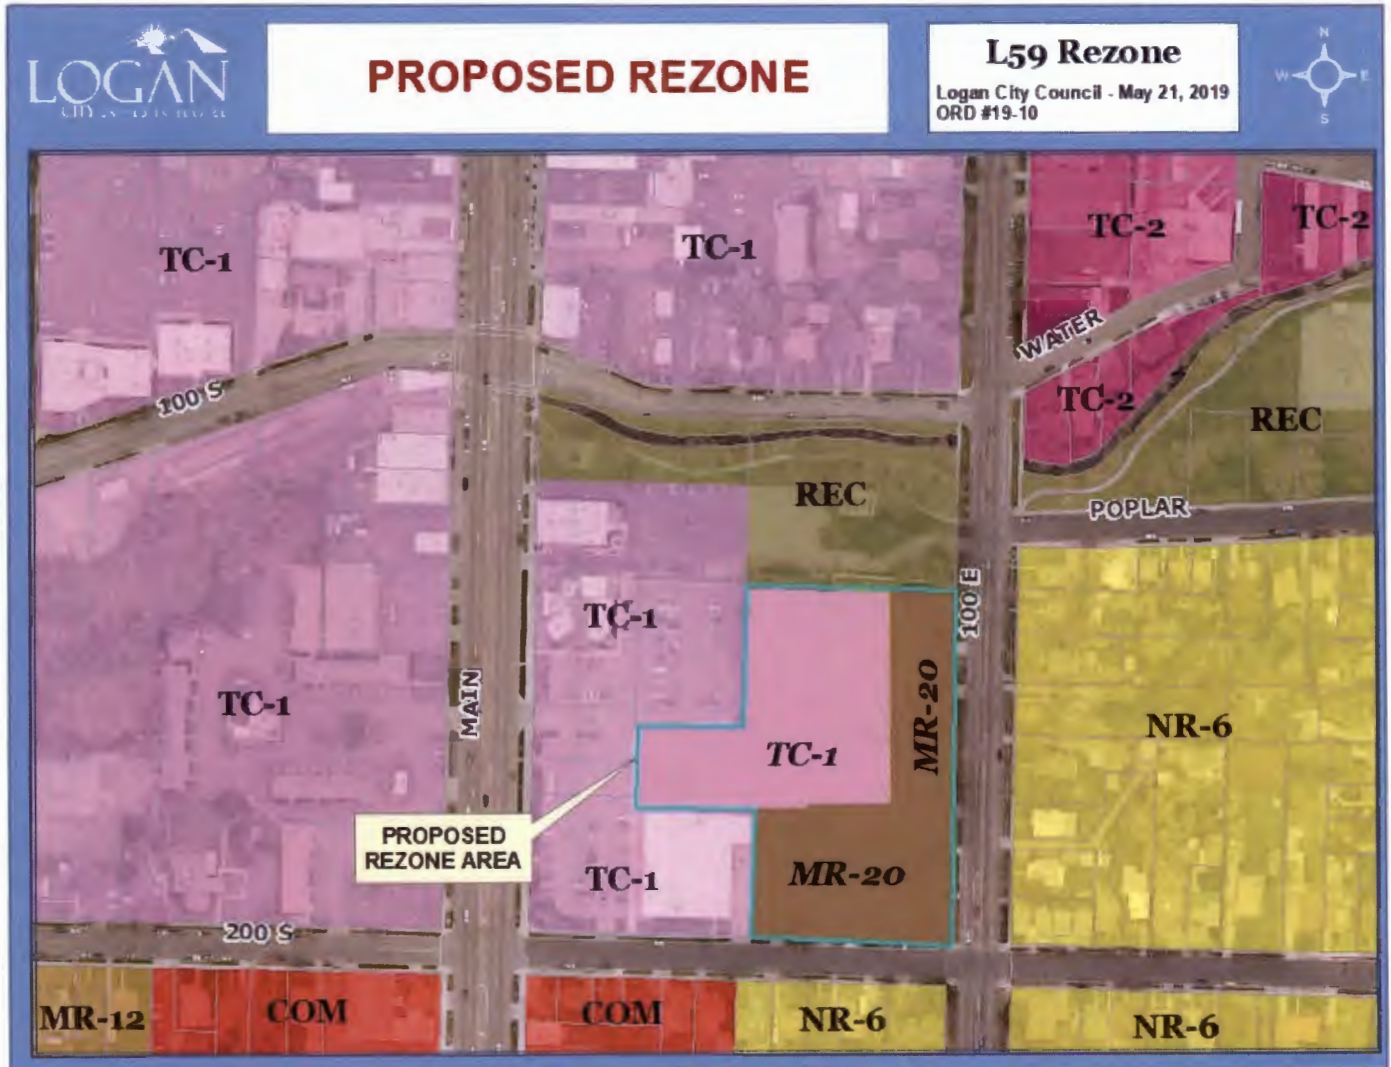 LOGAN
PROPOSED REZONE
L59 Rezone
Logan City Council - May 21, 2019
ORD #19-10
N
W E
S
TC-1
TC-1
TC-2
TC-2
WATER
100 S
TC-2
REC
REC
POPLAR
100 E
TC-1
MAIN
TC-1
MR-20
NR-6
TC-1
PROPOSED
REZONE AREA
TC-1
MR-20
200 S
MR-12
COM
COM
NR-6
NR-6